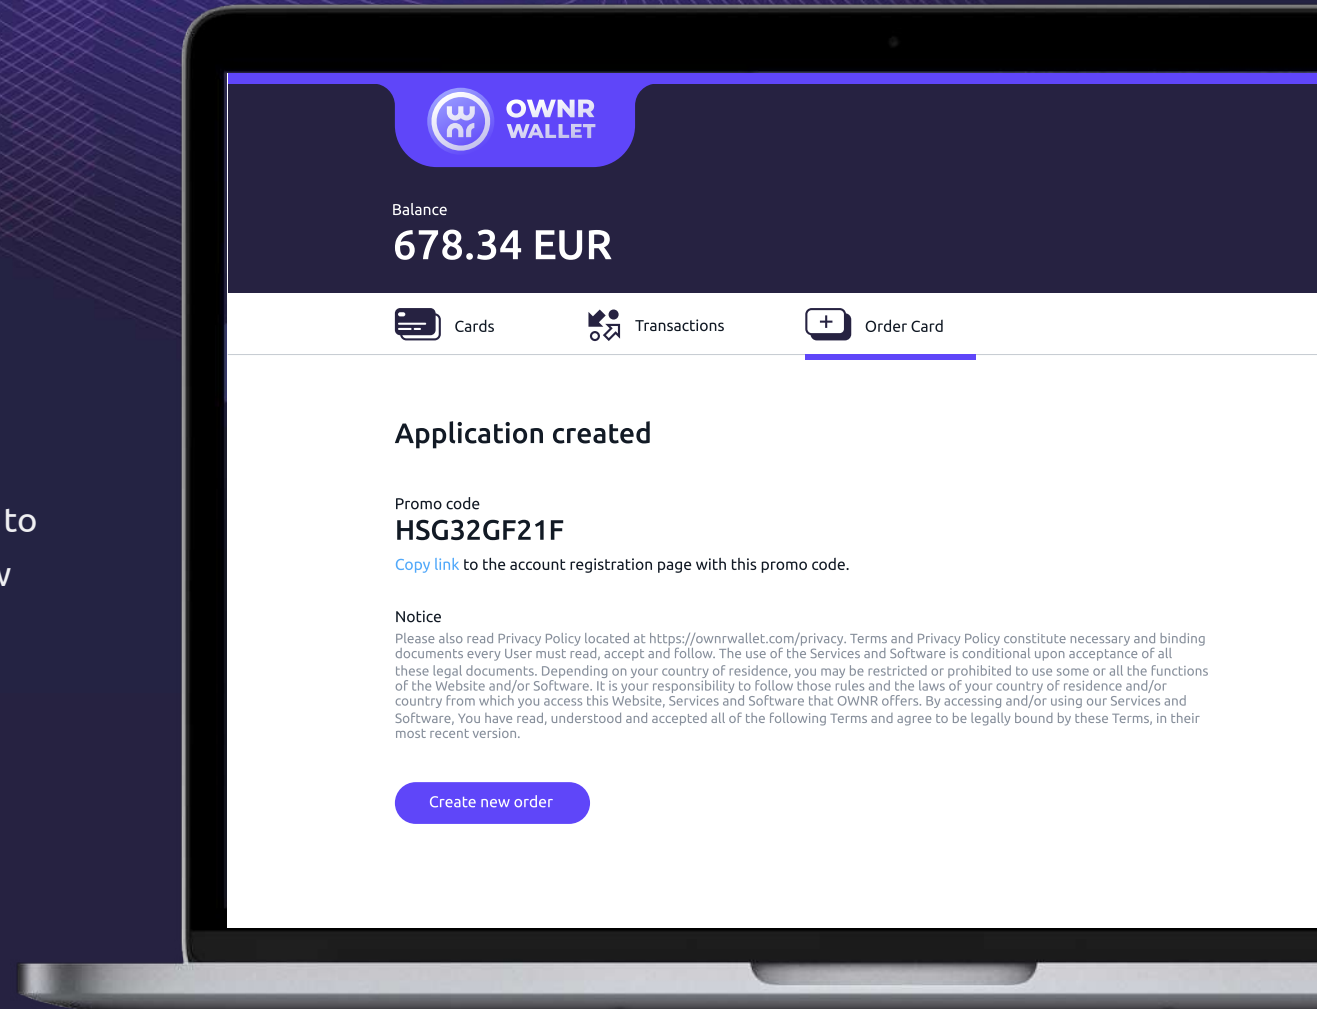 wnr
OWNR
WALLET
Balance
678.34 EUR
Cards
Transactions
Order Card
Application created
Promo code
HSG32GF21F
Copy link to the account registration page with this promo code.
Notice
Please also read Privacy Policy located at https://ownrwallet.com/privacy. Terms and Privacy Policy constitute necessary and binding
documents every User must read, accept and follow. The use of the Services and Software is conditional upon acceptance of all
these legal documents. Depending on your country of residence, you may be restricted or prohibited to use some or all the functions
of the Website and/or Software. It is your responsibility to follow those rules and the laws of your country of residence and/or
country from which you access this Website, Services and Software that OWNR offers. By accessing and/or using our Services and
Software, You have read, understood and accepted all of the following Terms and agree to be legally bound by these Terms, in their
most recent version.
Create new order
to